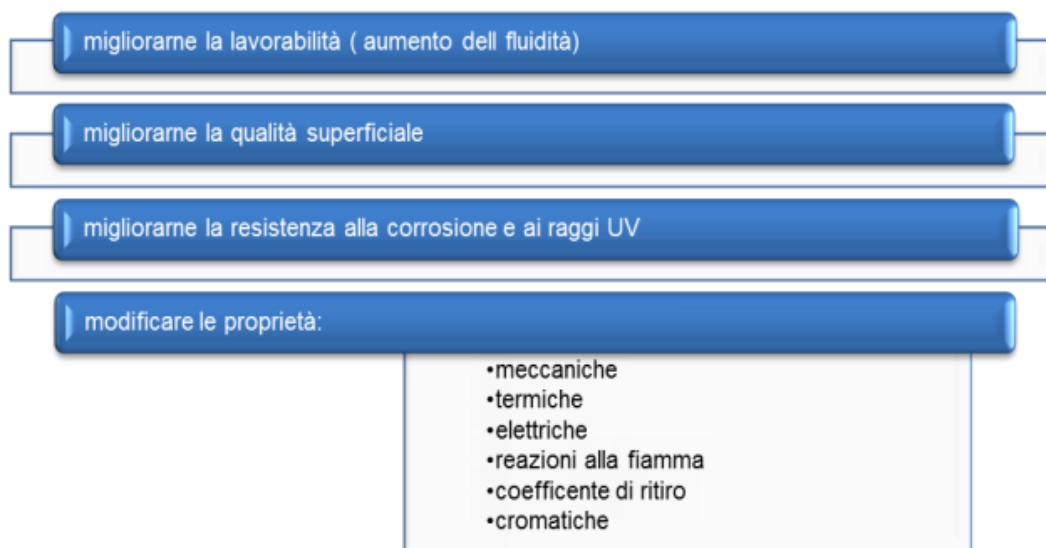 migliorarne la lavorabilità ( aumento dell fluidità)
migliorarne la qualità superficiale
migliorarne la resistenza alla corrosione e ai raggi UV
modificare le proprietà:
•meccaniche
•termiche
•elettriche
•reazioni alla fiamma
•coefficente di ritiro
•cromatiche